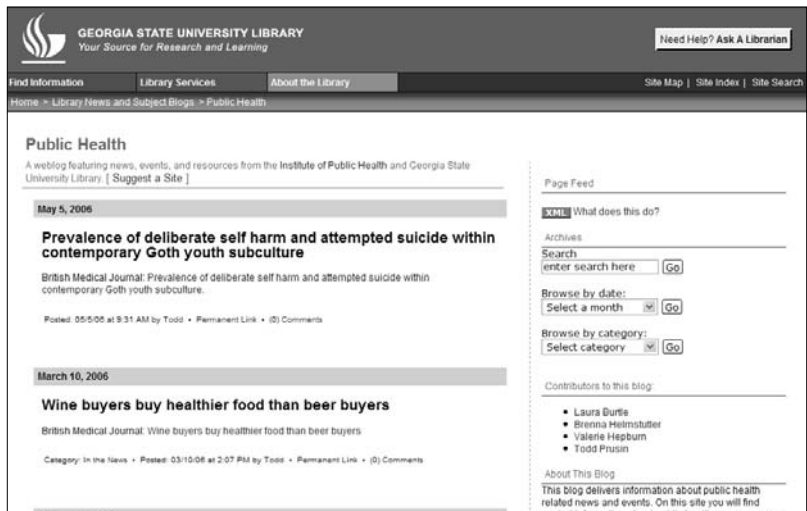 GEORGIA STATE UNIVERSITY LIBRARY
Your Source for Research and Learning
Need Help? Ask A Librarian
Find Information
Library Services
About the Library
Site Map | Site Index | Site Search
Home > Library News and Subject Blogs > Public Health
Public Health
A weblog featuring news, events, and resources from the Institute of Public Health and Georgia State
University Library. [ Suggest a Site ]
May 5, 2006
Prevalence of deliberate self harm and attempted suicide within
contemporary Goth youth subculture
British Medical Journal: Prevalence of deliberate self harm and attempted suicide within
contemporary Goth youth subculture.
Posted: 05/5/06 at 9:31 AM by Todd • Permanent Link • (0) Comments
March 10, 2006
Wine buyers buy healthier food than beer buyers
British Medical Journal: Wine buyers buy healthier food than beer buyers
Category: In the News • Posted: 03/10/06 at 2:07 PM by Todd • Permanent Link • (0) Comments
Page Feed
XML What does this do?
Archives
Search
enter search here Go
Browse by date:
Select a month Go
Browse by category:
Select category Go
Contributors to this blog:
• Laura Burtle
• Brenna Helmstutler
• Valerie Hepburn
• Todd Prusin
About This Blog
This blog delivers information about public health
related news and events. On this site you will find